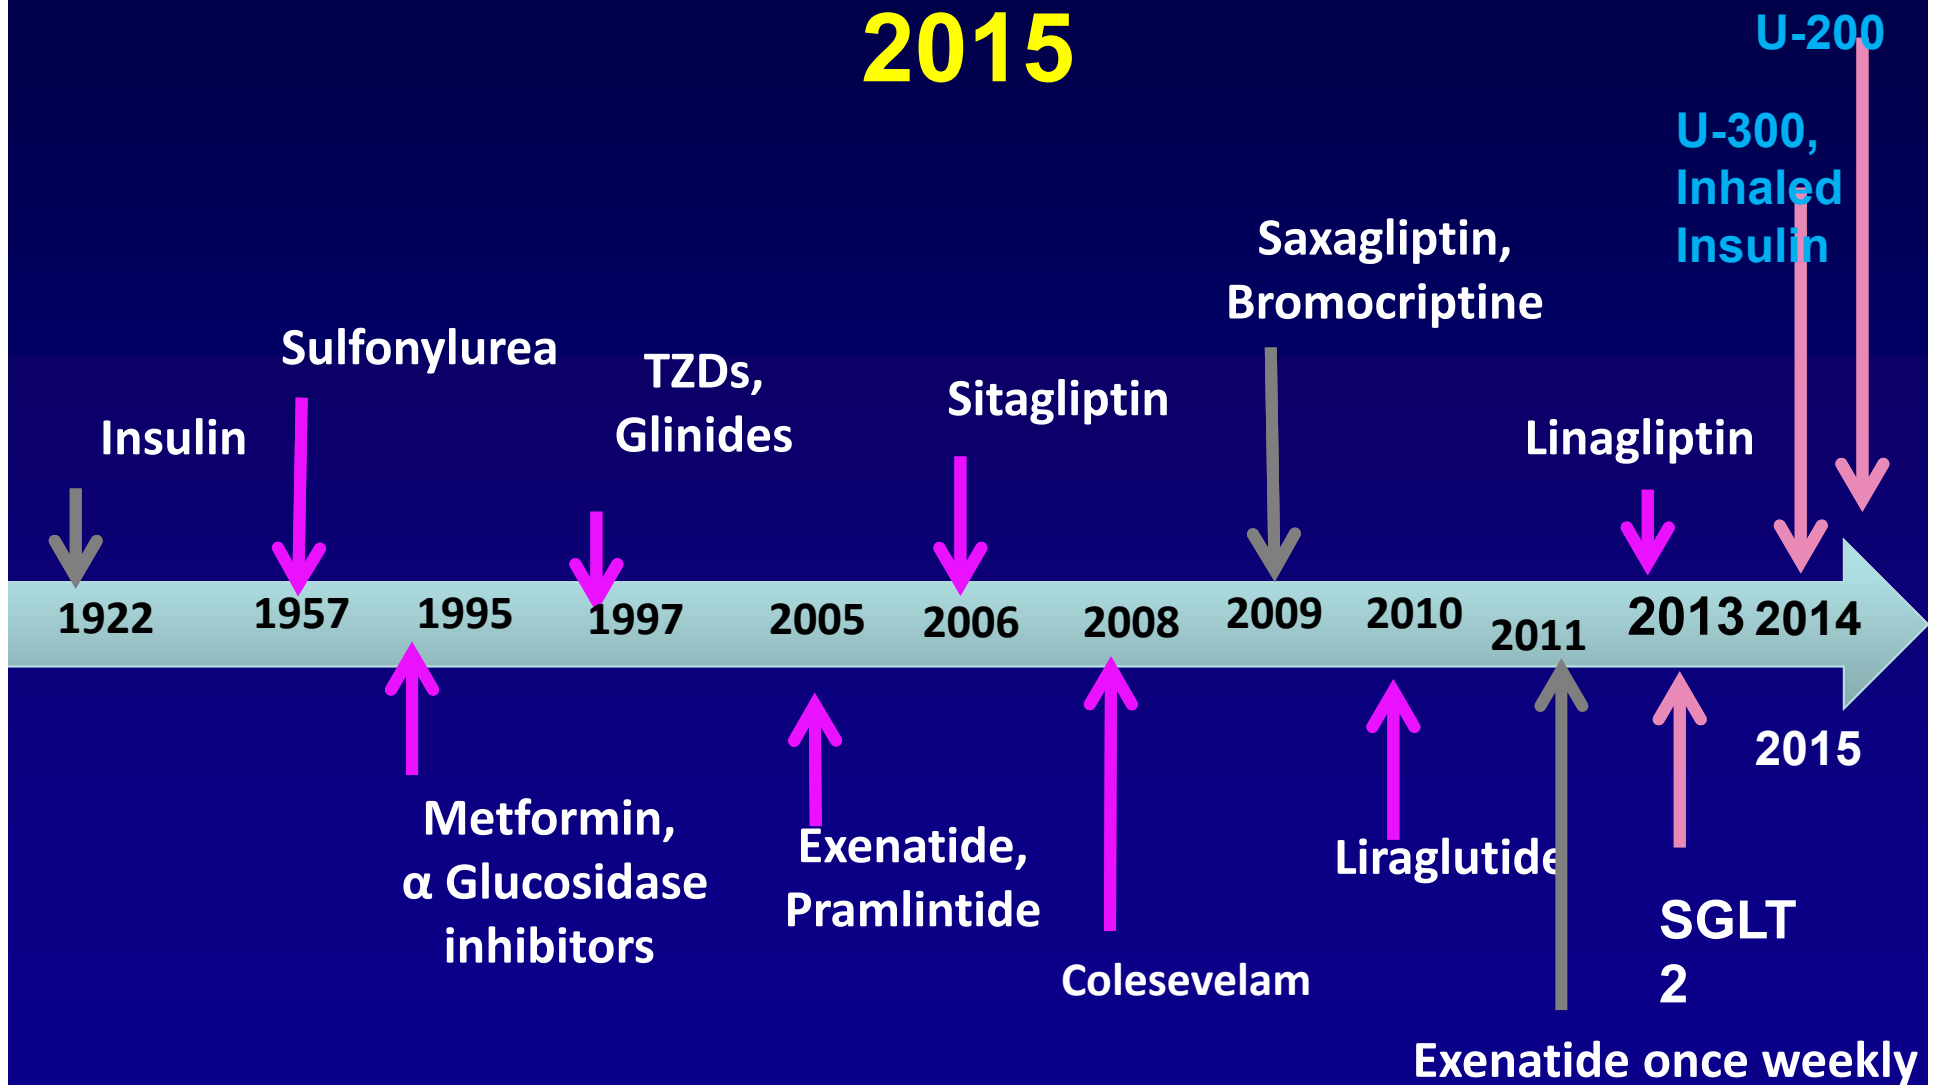 2015
U-200
U-300,
Inhaled
Insulin
Saxagliptin,
Bromocriptine
Sulfonylurea
TZDs,
Glinides
Sitagliptin
Insulin
Linagliptin
1922
1957
1995
1997
2005
2006
2008
2009
2010
2011
2013
2014
2015
Metformin,
α Glucosidase
inhibitors
Exenatide,
Pramlintide
Liraglutide
Colesevelam
SGLT
2
Exenatide once weekly